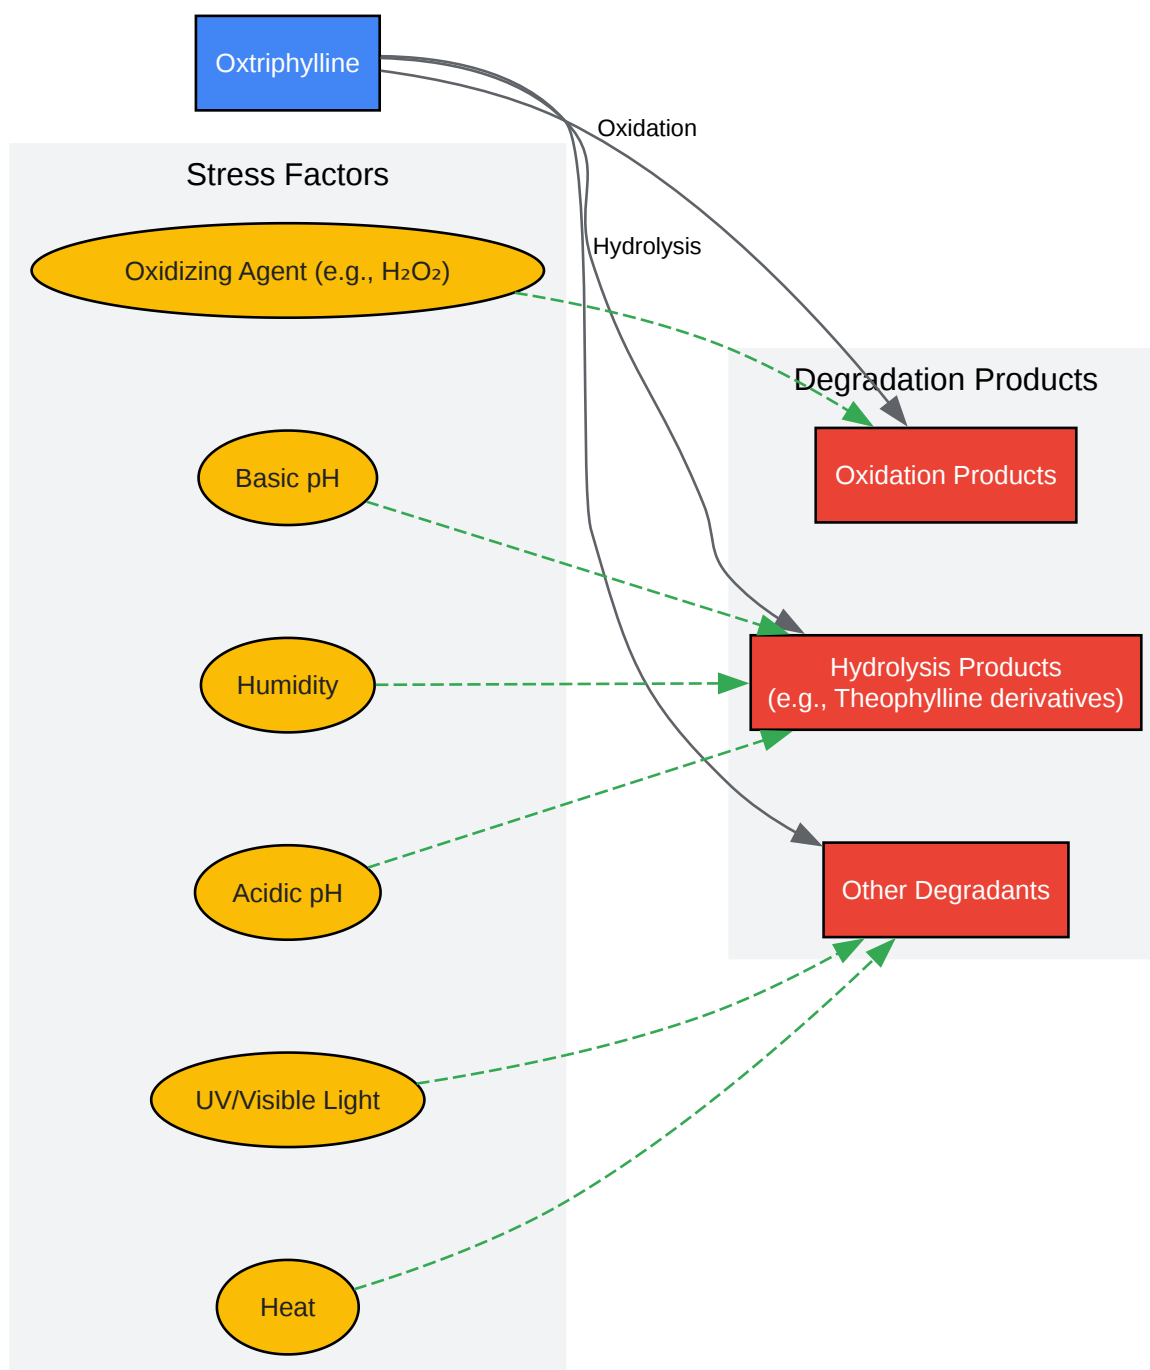 Oxtriphylline
Oxidation
Stress Factors
Hydrolysis
Oxidizing Agent (e.g., H₂O₂)
Degradation Products
Oxidation Products
Basic pH
Hydrolysis Products
(e.g., Theophylline derivatives)
Humidity
Acidic pH
Other Degradants
UV/Visible Light
Heat